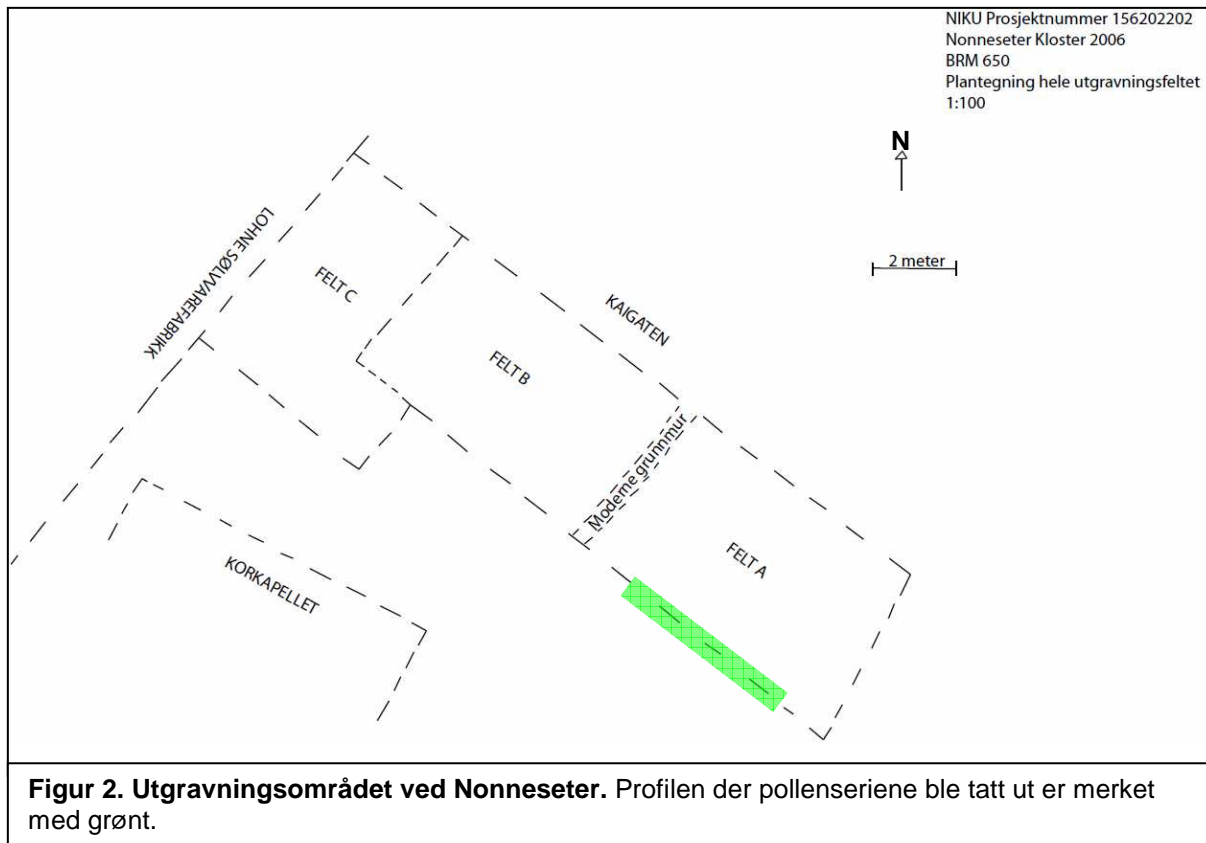 NIKU Prosjektnummer 156202202
Nonneseter Kloster 2006
BRM 650
Plantegning hele utgravningsfeltet
1:100
N
2 meter
LOHNE SØLVVAREFABRIKK
FELT C
KAIGATEN
FELT B
Moderne grunnmur
FELT A
KORKAPELLET
Figur 2. Utgravningsområdet ved Nonneseter. Profilen der pollenseriene ble tatt ut er merket
med grønt.